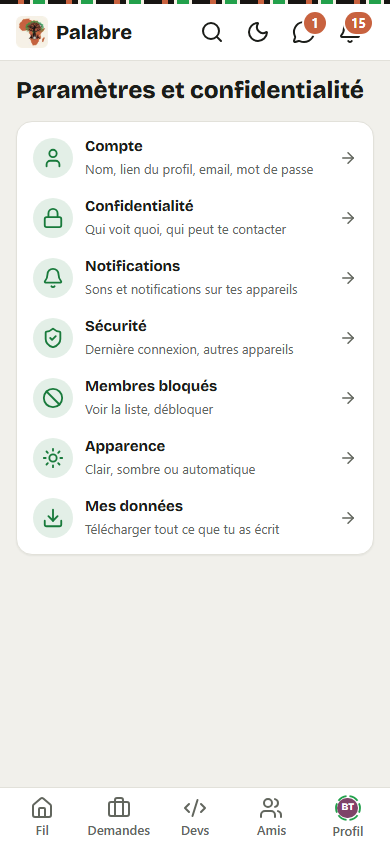 Palabre
1
15
Paramètres et confidentialité
Compte
Nom, lien du profil, email, mot de passe
Confidentialité
Qui voit quoi, qui peut te contacter
Notifications
Sons et notifications sur tes appareils
Sécurité
Dernière connexion, autres appareils
Membres bloqués
Voir la liste, débloquer
Apparence
Clair, sombre ou automatique
Mes données
Télécharger tout ce que tu as écrit
BT
Fil
Demandes
Devs
Amis
Profil